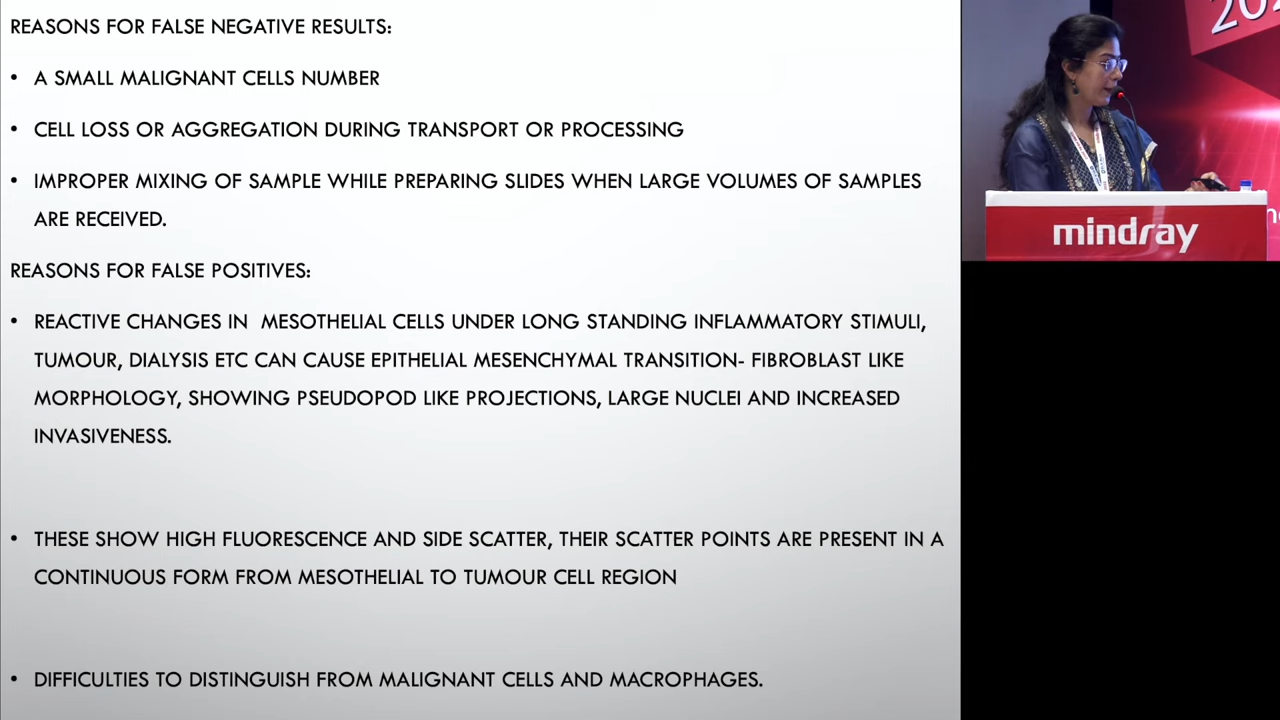 REASONS FOR FALSE NEGATIVE RESULTS:
• A SMALL MALIGNANT CELLS NUMBER
• CELL LOSS OR AGGREGATION DURING TRANSPORT OR PROCESSING
• IMPROPER MIXING OF SAMPLE WHILE PREPARING SLIDES WHEN LARGE VOLUMES OF SAMPLES
ARE RECEIVED.
REASONS FOR FALSE POSITIVES:
• REACTIVE CHANGES IN  MESOTHELIAL CELLS UNDER LONG STANDING INFLAMMATORY STIMULI,
TUMOUR, DIALYSIS ETC CAN CAUSE EPITHELIAL MESENCHYMAL TRANSITION- FIBROBLAST LIKE
MORPHOLOGY, SHOWING PSEUDOPOD LIKE PROJECTIONS, LARGE NUCLEI AND INCREASED
INVASIVENESS.
• THESE SHOW HIGH FLUORESCENCE AND SIDE SCATTER, THEIR SCATTER POINTS ARE PRESENT IN A
CONTINUOUS FORM FROM MESOTHELIAL TO TUMOUR CELL REGION
• DIFFICULTIES TO DISTINGUISH FROM MALIGNANT CELLS AND MACROPHAGES.
mindray